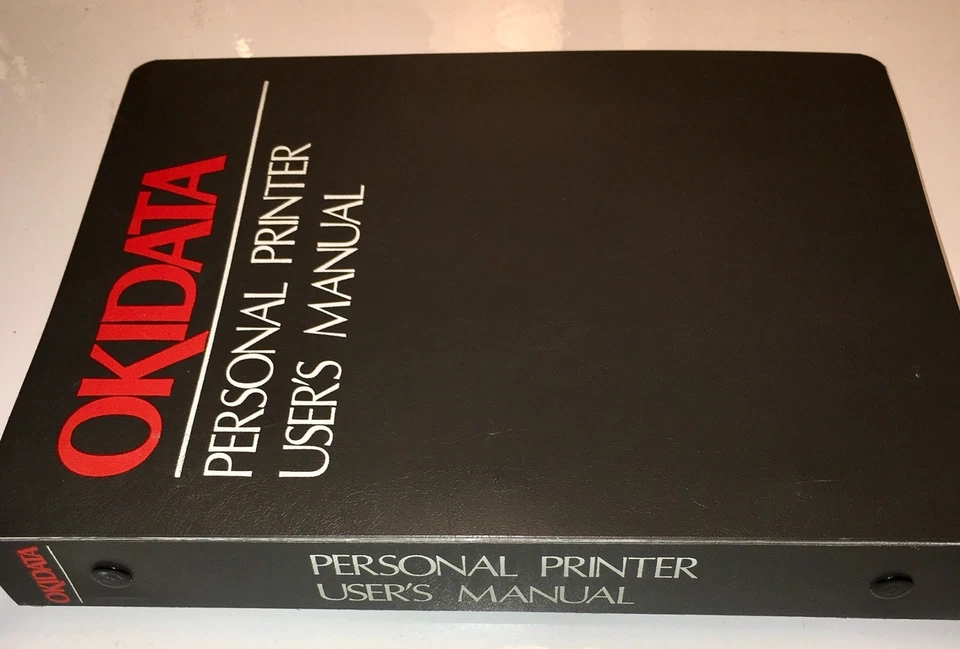 OKIDATA
PERSONAL PRINTER
USER'S MANUAL
OKIDATA
PERSONAL PRINTER
USER'S MANUAL